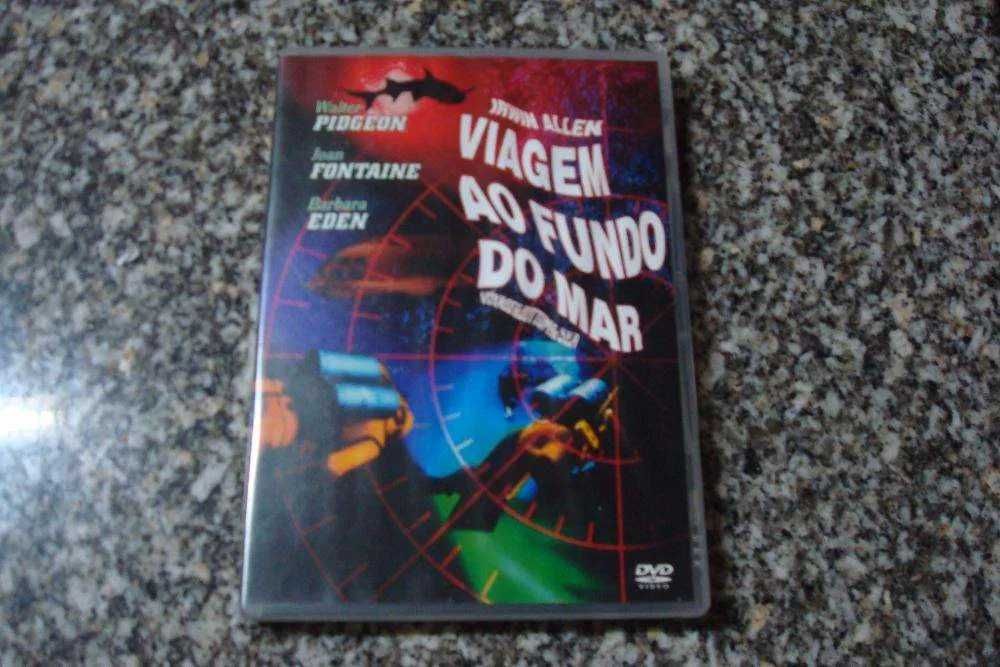 Walter
PIDGEON
Joan
FONTAINE
Barbara
EDEN
IRWIN ALLEN
VIAGEM
AO FUNDO
DO MAR
DVD
VIDEO